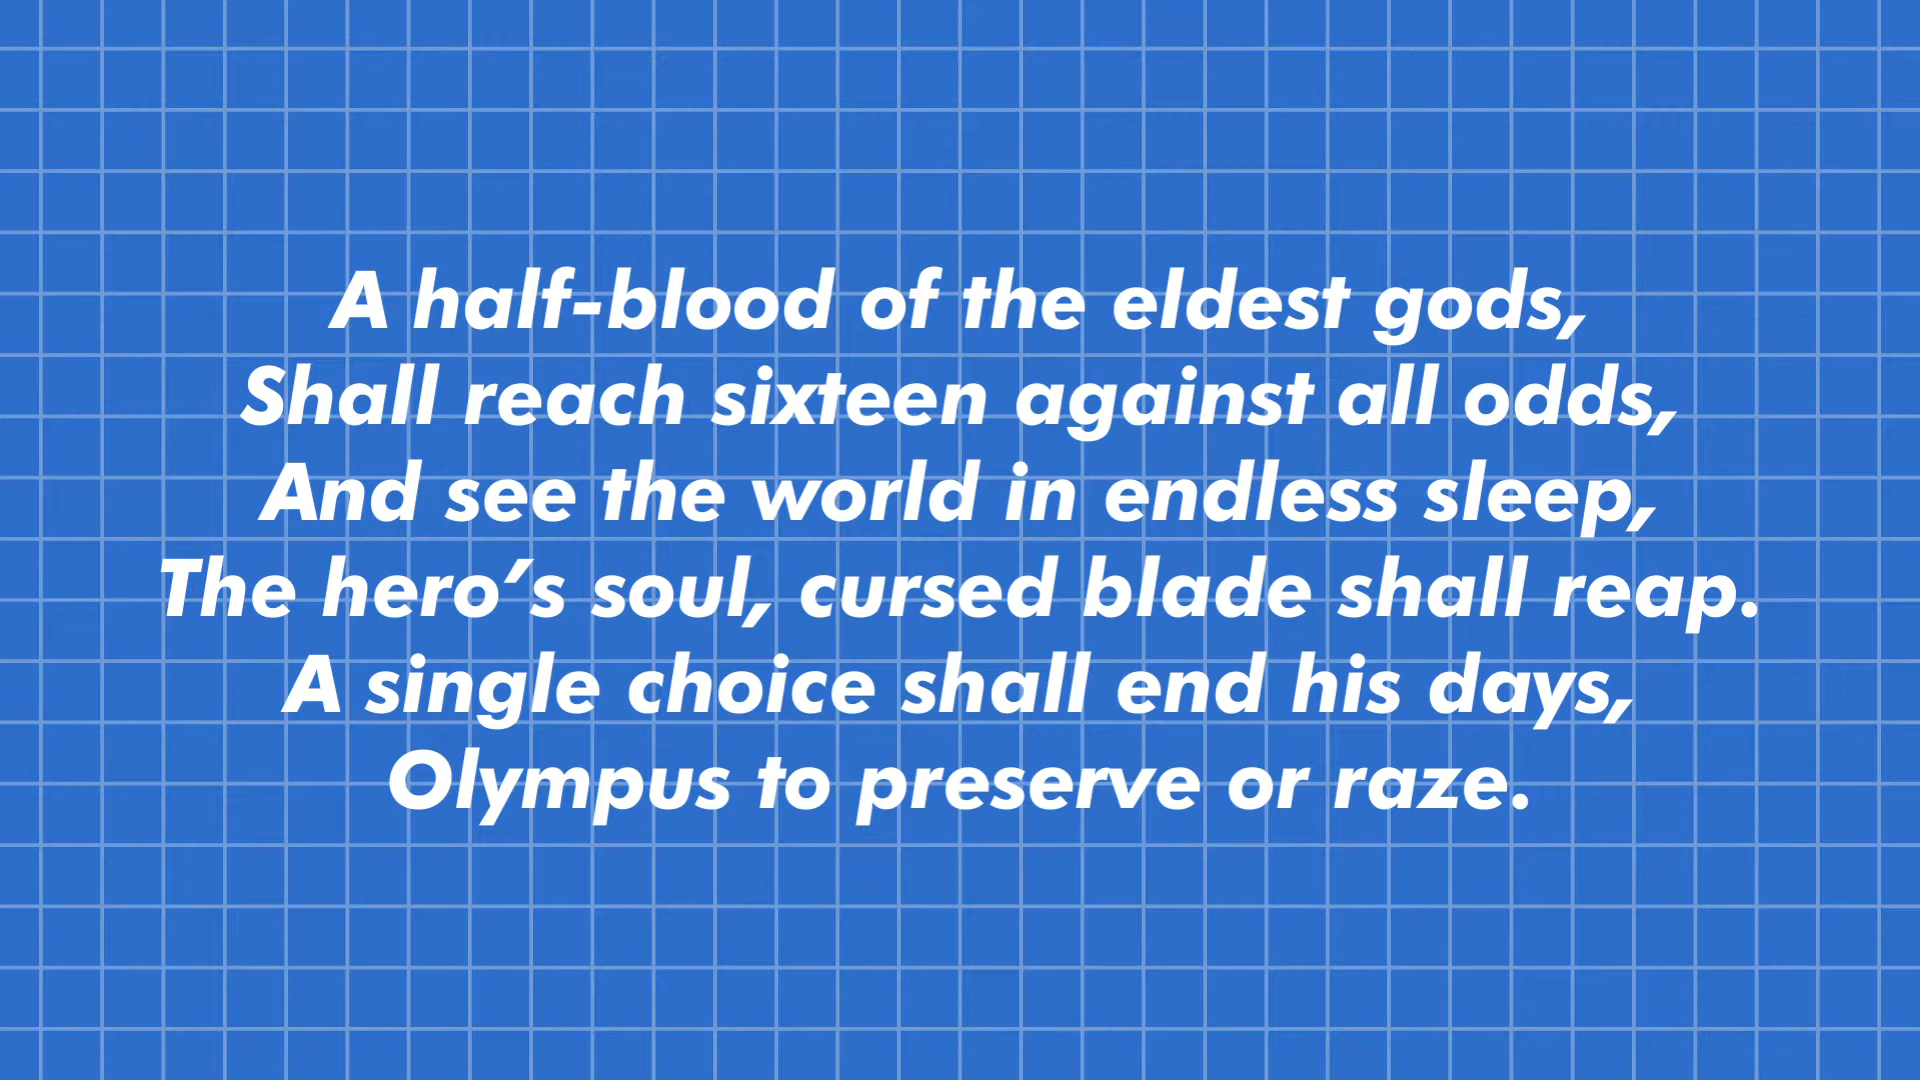 A half-blood of the eldest gods,
Shall reach sixteen against all odds,
And see the world in endless sleep,
The hero’s soul, cursed blade shall reap.
A single choice shall end his days,
Olympus to preserve or raze.